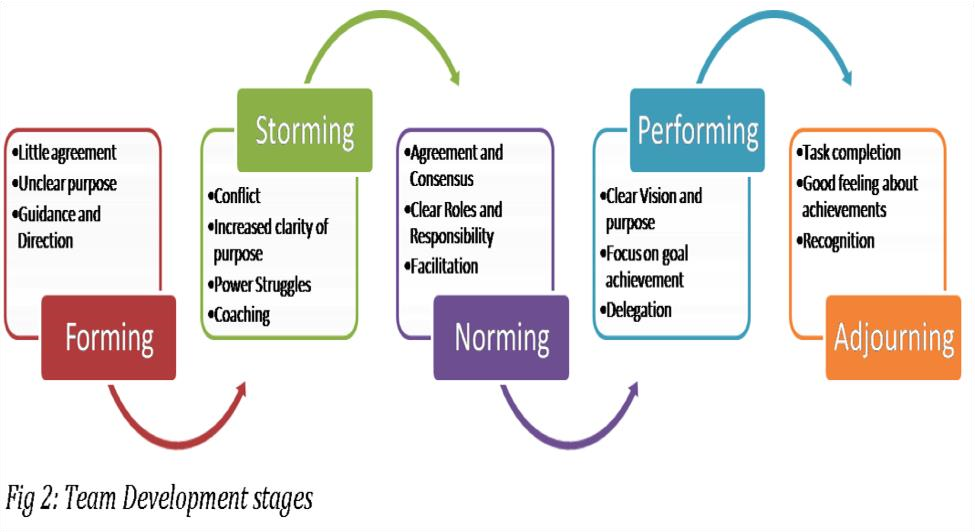 Forming
•Little agreement
•Unclear purpose
•Guidance and
Direction
Storming
•Conflict
•Increased clarity of
purpose
•Power Struggles
•Coaching
Norming
•Agreement and
Consensus
•Clear Roles and
Responsibility
•Facilitation
Performing
•Clear Vision and
purpose
•Focus on goal
achievement
•Delegation
Adjourning
•Task completion
•Good feeling about
achievements
•Recognition
Fig 2: Team Development stages